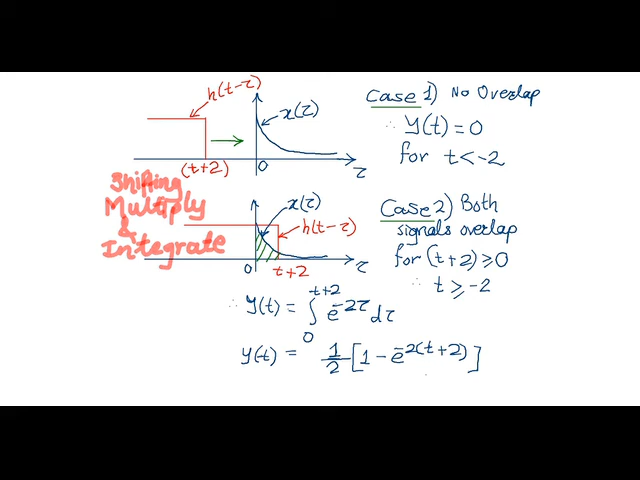 h(t-τ)
x(τ)
(t+2)
0
τ
Case 1) No Overlap
∴ y(t) = 0
for t < -2
Shifting
Multiply
&
Integrate
x(τ)
h(t-τ)
0
t+2
τ
Case 2) Both
signals overlap
for (t+2) ≥ 0
∴ t ≥ -2
∴ y(t) = ∫₀^(t+2) e^(-2τ) dτ
y(t) = 1/2 [1 - e^(-2(t+2))]